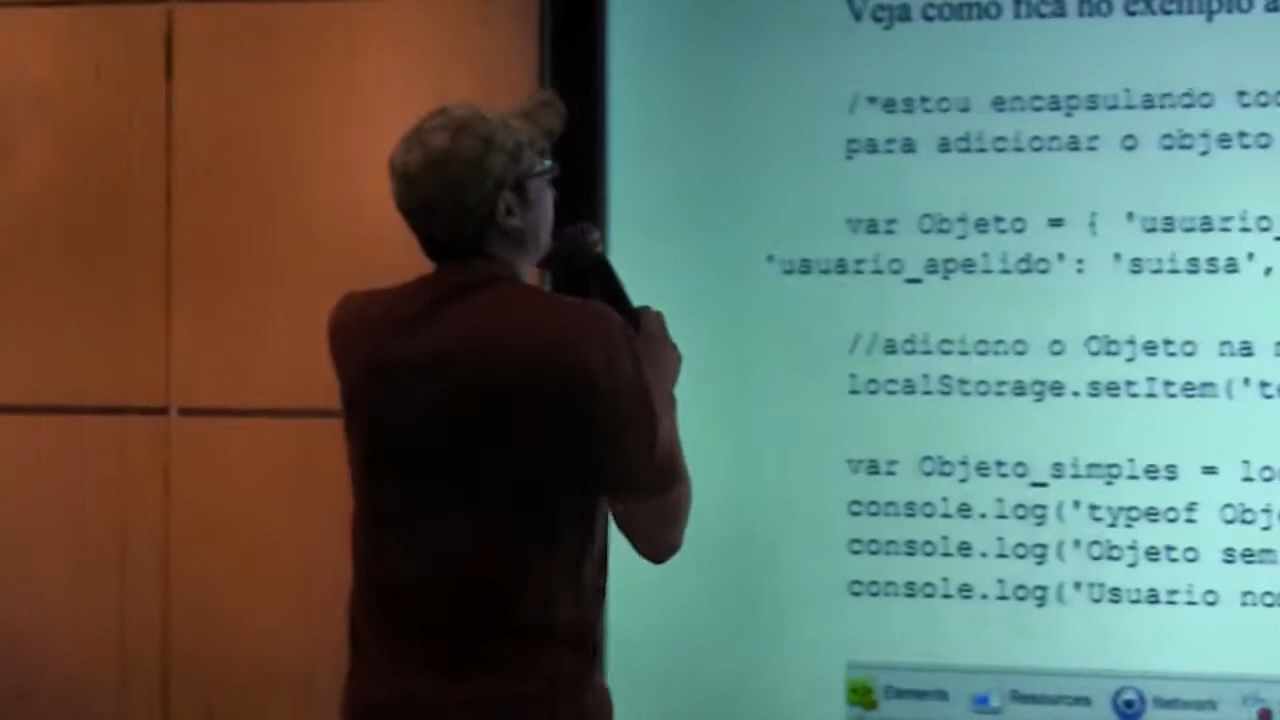 Veja como fica no exemplo a
/*estou encapsulando too
para adicionar o objeto
var Objeto = { 'usuario_
'usuario_apelido': 'suissa',
//adiciono o Objeto na
localStorage.setItem('te
var Objeto_simples = lo
console.log('typeof Obj
console.log('Objeto sem
console.log('Usuario no
Elements Resources Network